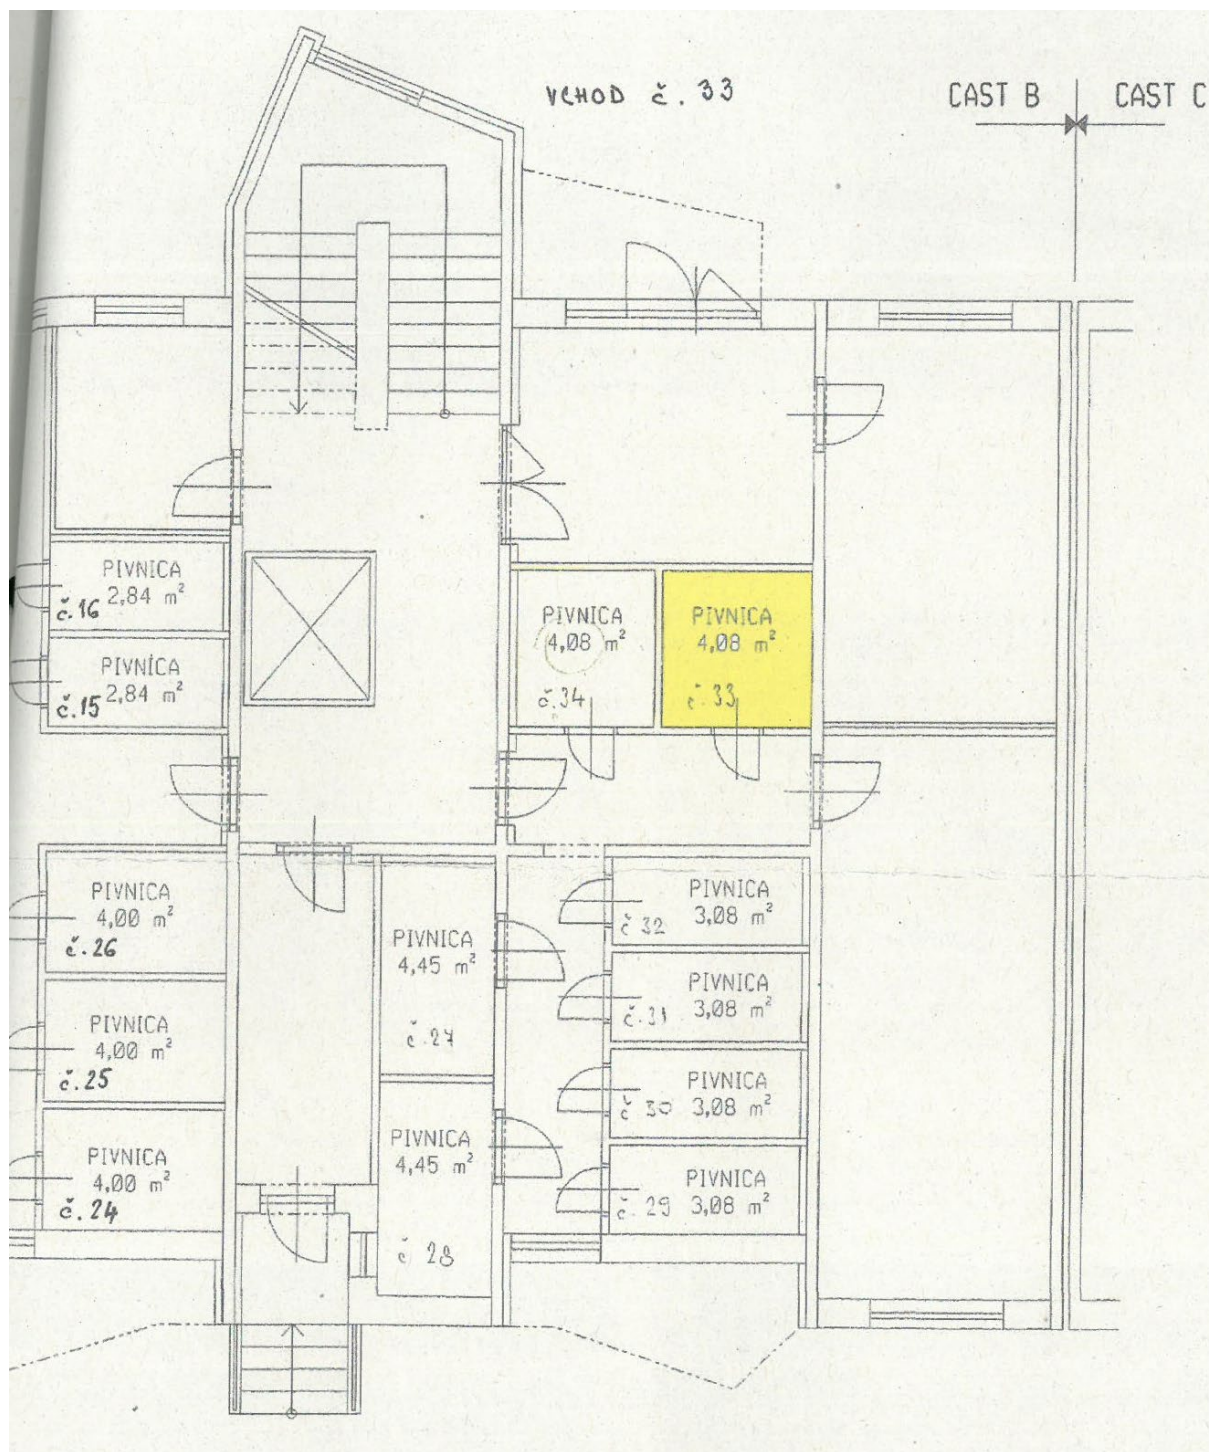 VCHOD č. 33
CAST B
CAST C
PIVNICA
2,84 m²
č.16
PIVNICA
2,84 m²
č.15
PIVNICA
4,08 m²
č.34
PIVNICA
4,08 m²
č.33
PIVNICA
4,00 m²
č.26
PIVNICA
4,00 m²
č.25
PIVNICA
4,00 m²
č.24
PIVNICA
4,45 m²
č.27
PIVNICA
4,45 m²
č 28
PIVNICA
č 32 3,08 m²
PIVNICA
č.31 3,08 m²
PIVNICA
č 30 3,08 m²
PIVNICA
č.29 3,08 m²